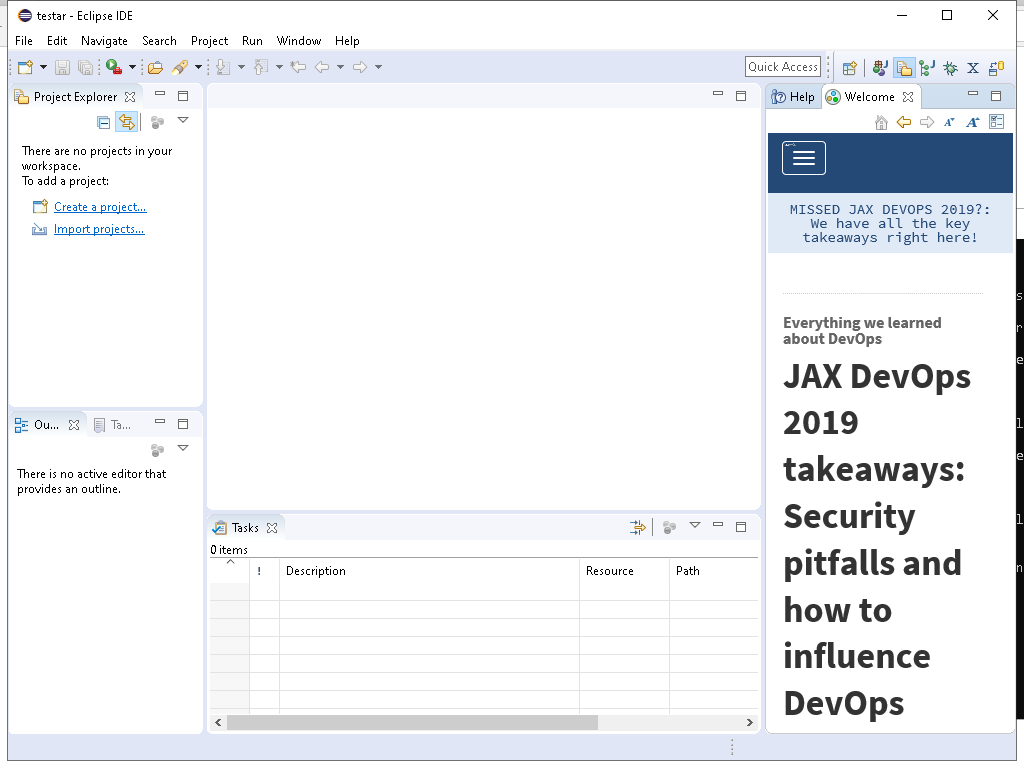 testar - Eclipse IDE
File Edit Navigate Search Project Run Window Help
Quick Access
Project Explorer
There are no projects in your
workspace.
To add a project:
Create a project...
Import projects...
Ou... Ta...
There is no active editor that
provides an outline.
Tasks
0 items
! Description Resource Path
Help Welcome
MISSED JAX DEVOPS 2019?:
We have all the key
takeaways right here!
Everything we learned
about DevOps
JAX DevOps
2019
takeaways:
Security
pitfalls and
how to
influence
DevOps